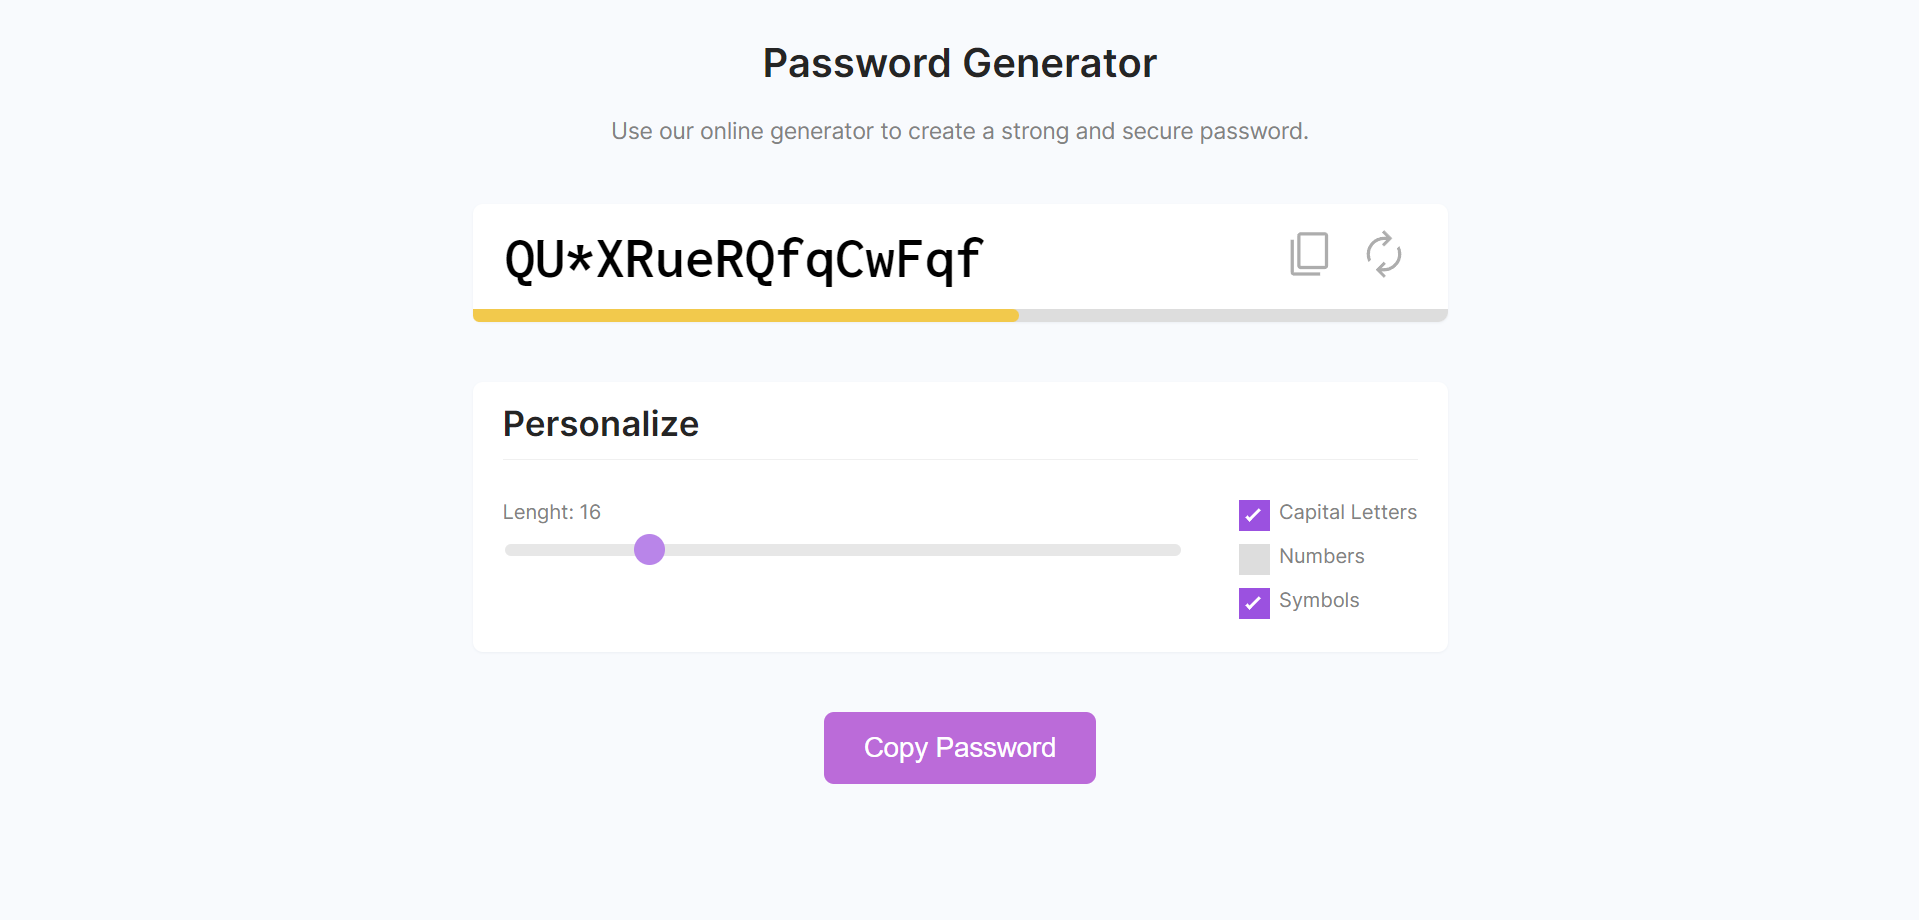 Password Generator
Use our online generator to create a strong and secure password.
QU*XRueRQfqCwFqf
Personalize
Lenght: 16
Capital Letters
Numbers
Symbols
Copy Password